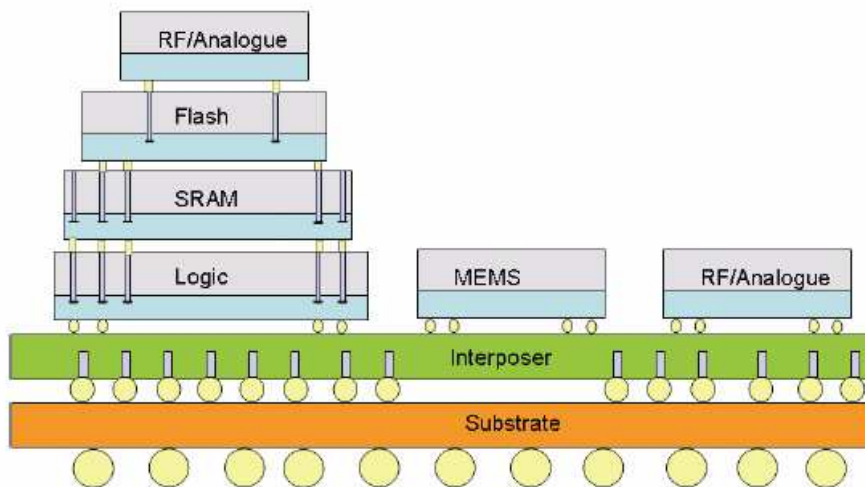 RF/Analogue
Flash
SRAM
Logic
MEMS
RF/Analogue
Interposer
Substrate